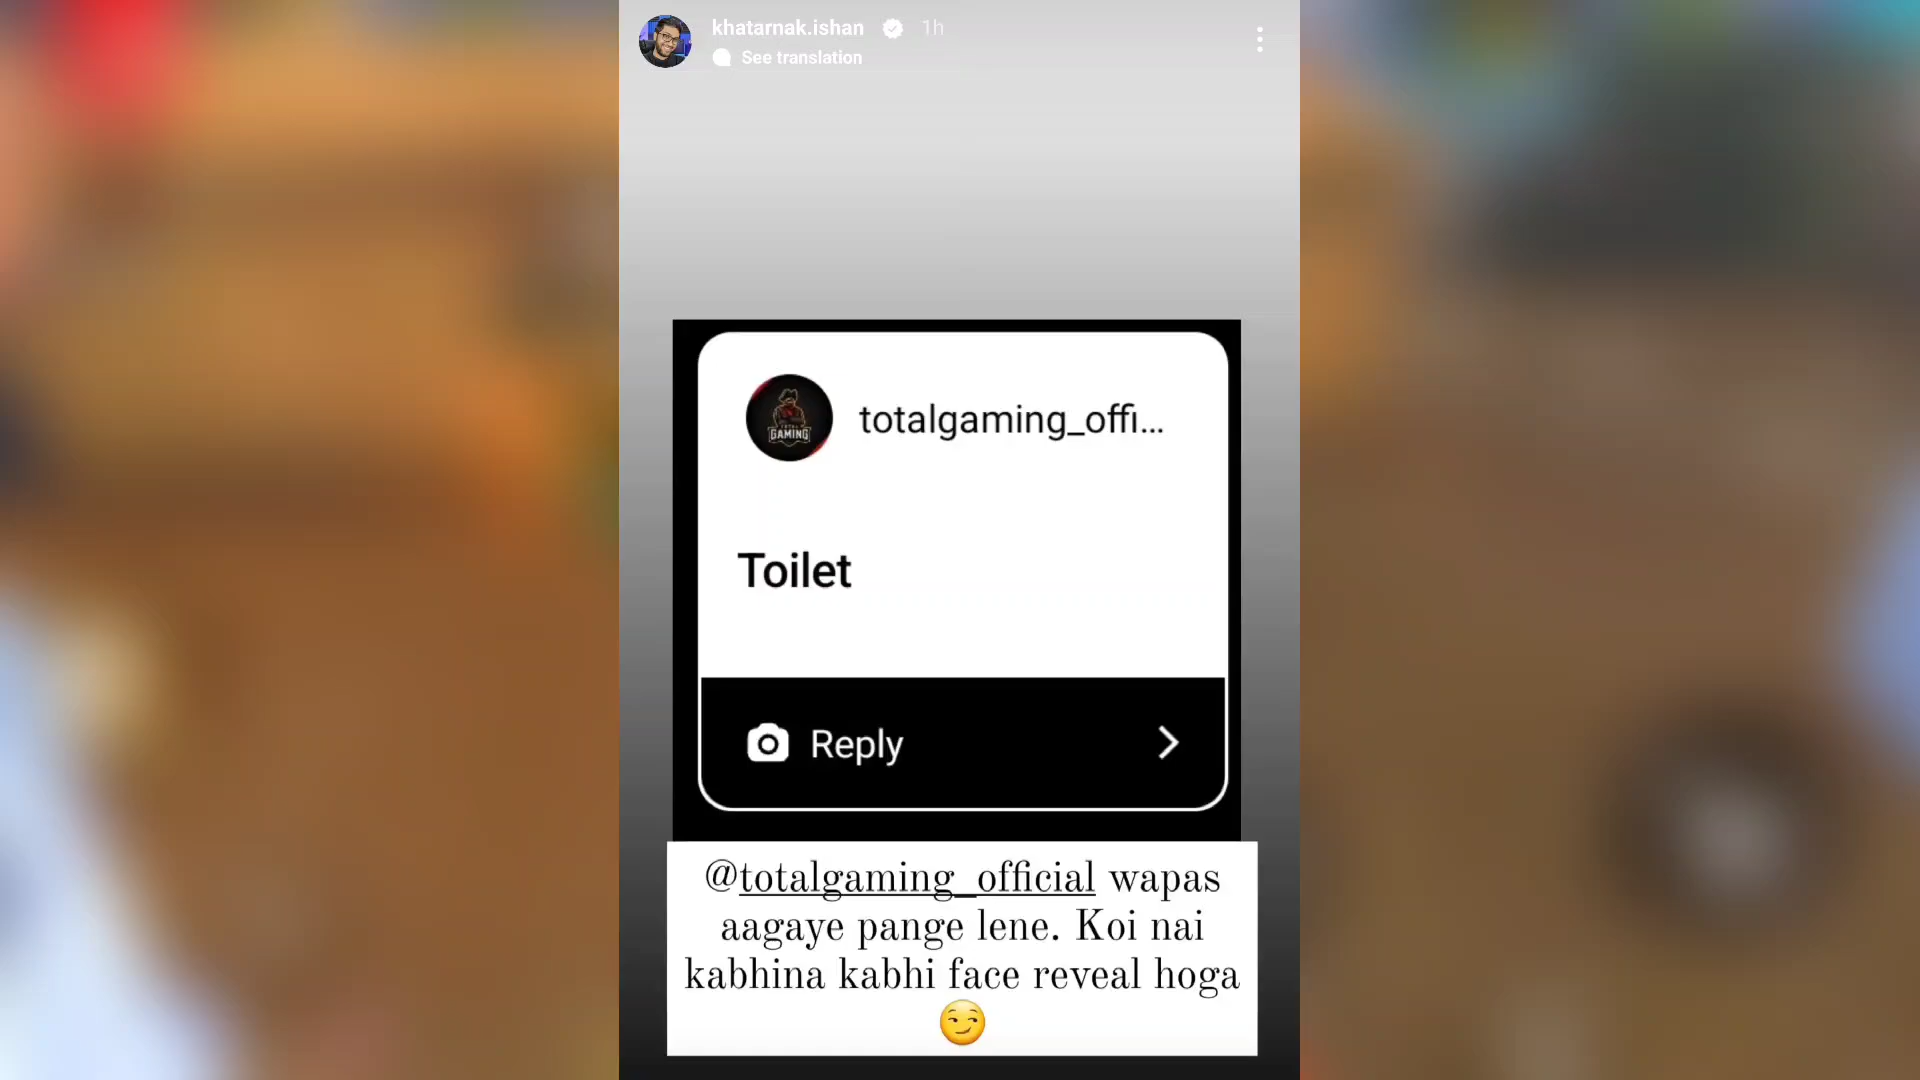 khatarnak.ishan 1h
See translation
TOTAL
GAMING
totalgaming_offi...
Toilet
Reply
@totalgaming_official wapas
aagaye pange lene. Koi nai
kabhina kabhi face reveal hoga
😏